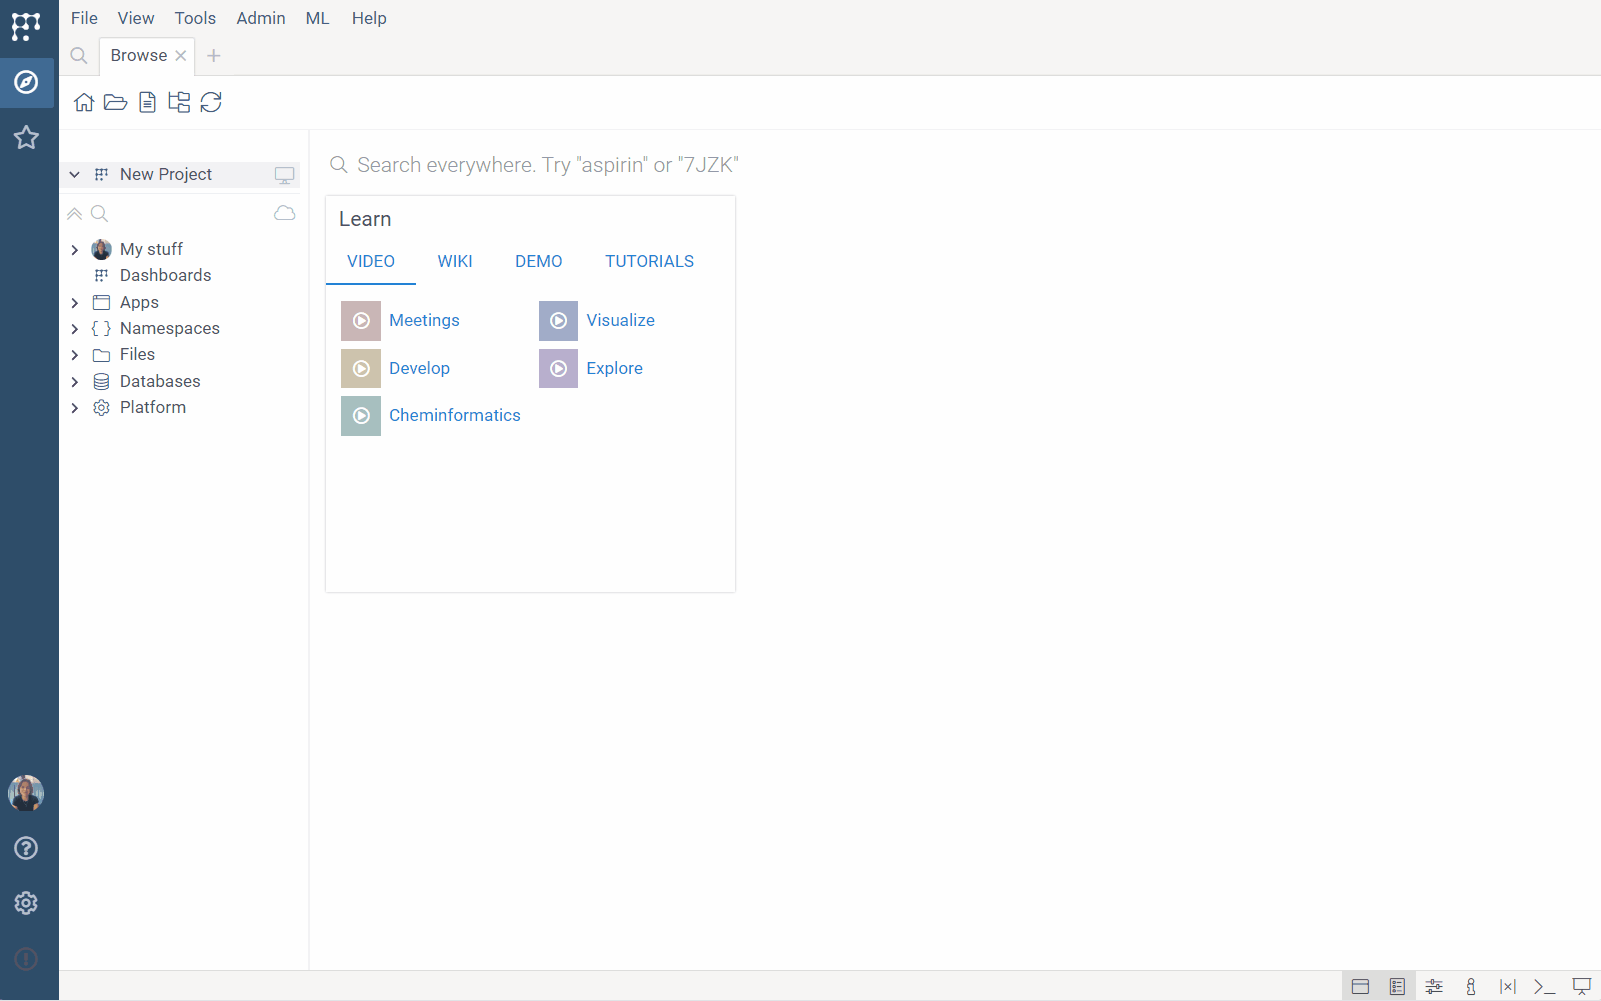 File View Tools Admin ML Help
Browse
New Project
Search everywhere. Try "aspirin" or "7JZK"
Learn
VIDEO WIKI DEMO TUTORIALS
Meetings Visualize
Develop Explore
Cheminformatics
My stuff
Dashboards
Apps
Namespaces
Files
Databases
Platform